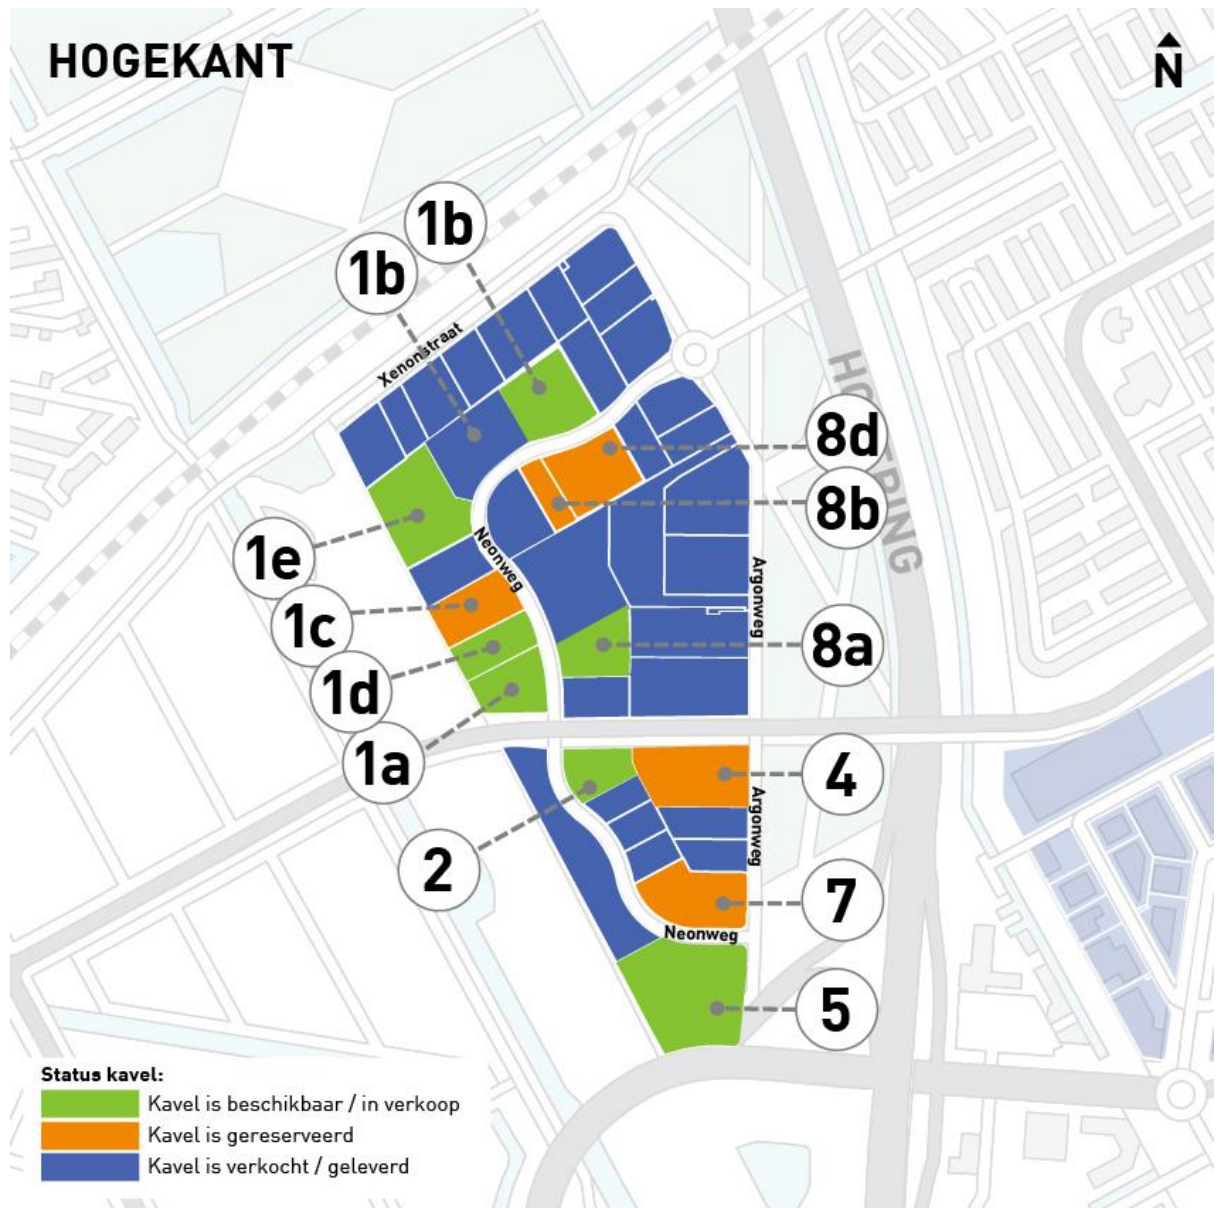 HOGEKANT
N
1b
1b
Xenonstraat
8d
8b
1e
Neonweg
1c
Argonweg
8a
1d
1a
4
Argonweg
2
7
Neonweg
5
Status kavel:
Kavel is beschikbaar / in verkoop
Kavel is gereserveerd
Kavel is verkocht / geleverd